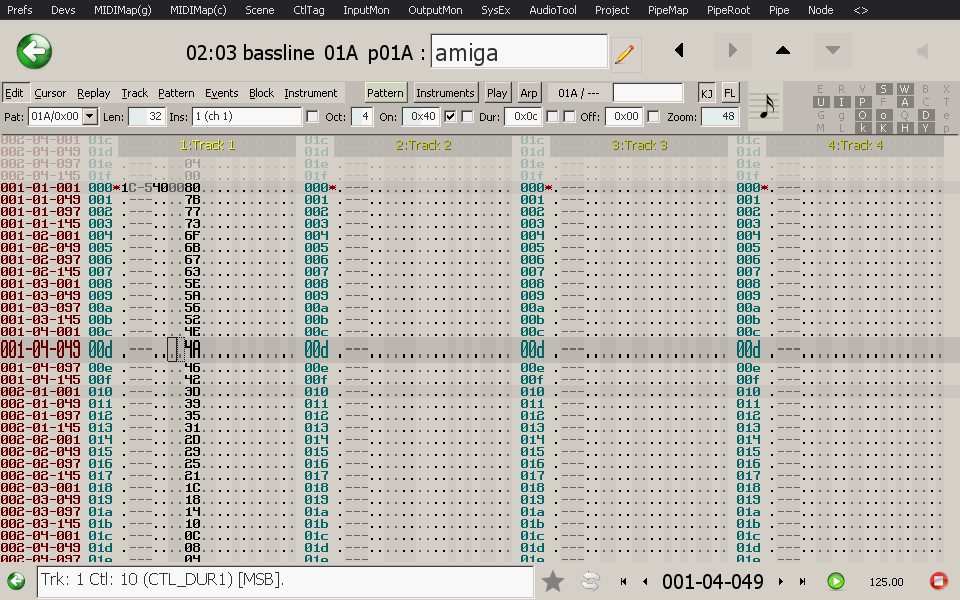 Prefs Devs MIDIMap(g) MIDIMap(c) Scene CtlTag InputMon OutputMon SysEx AudioTool Project PipeMap PipeRoot Pipe Node <>
02:03 bassline 01A p01A : amiga
Edit Cursor Replay Track Pattern Events Block Instrument Pattern Instruments Play Arp 01A / --- KJ FL
Pat: 01A/0x00 Len: 32 Ins: 1 (ch 1) Oct: 4 On: 0x40 Dur: 0x0c Off: 0x00 Zoom: 48
E R V S W B X
U I P F A C T
L g O o Q D e
M L k K H Y p
002-04-001 01c 1:Track 1 01c 2:Track 2 01c 3:Track 3 01c 4:Track 4
002-04-049 01d 01d 01d 01d
002-04-097 01e 04 01e 01e 01e
002-04-145 01f 00 01f 01f 01f
001-01-001 000*1C-5400080 000* 000* 000*
001-01-049 001 .---. 7B 001 .--- 001 .--- 001 .---
001-01-097 002 .---. 77 002 .--- 002 .--- 002 .---
001-01-145 003 .---. 73 003 .--- 003 .--- 003 .---
001-02-001 004 .---. 6F 004 .--- 004 .--- 004 .---
001-02-049 005 .---. 6B 005 .--- 005 .--- 005 .---
001-02-097 006 .---. 67 006 .--- 006 .--- 006 .---
001-02-145 007 .---. 63 007 .--- 007 .--- 007 .---
001-03-001 008 .---. 5E 008 .--- 008 .--- 008 .---
001-03-049 009 .---. 5A 009 .--- 009 .--- 009 .---
001-03-097 00a .---. 56 00a .--- 00a .--- 00a .---
001-03-145 00b .---. 52 00b .--- 00b .--- 00b .---
001-04-001 00c .---. 4E 00c .--- 00c .--- 00c .---
001-04-049 00d .---. 4A 00d .--- 00d .--- 00d .---
001-04-097 00e .---. 46 00e .--- 00e .--- 00e .---
001-04-145 00f .---. 42 00f .--- 00f .--- 00f .---
002-01-001 010 .---. 3D 010 .--- 010 .--- 010 .---
002-01-049 011 .---. 39 011 .--- 011 .--- 011 .---
002-01-097 012 .---. 35 012 .--- 012 .--- 012 .---
002-01-145 013 .---. 31 013 .--- 013 .--- 013 .---
002-02-001 014 .---. 2D 014 .--- 014 .--- 014 .---
002-02-049 015 .---. 29 015 .--- 015 .--- 015 .---
002-02-097 016 .---. 25 016 .--- 016 .--- 016 .---
002-02-145 017 .---. 21 017 .--- 017 .--- 017 .---
002-03-001 018 .---. 1C 018 .--- 018 .--- 018 .---
002-03-049 019 .---. 18 019 .--- 019 .--- 019 .---
002-03-097 01a .---. 14 01a .--- 01a .--- 01a .---
002-03-145 01b .---. 10 01b .--- 01b .--- 01b .---
002-04-001 01c .---. 0C 01c .--- 01c .--- 01c .---
002-04-049 01d .---. 08 01d .--- 01d .--- 01d .---
002-04-097 01e .---. 04 01e .--- 01e .--- 01e .---
Trk: 1 Ctl: 10 (CTL_DUR1) [MSB]. 001-04-049 125.00